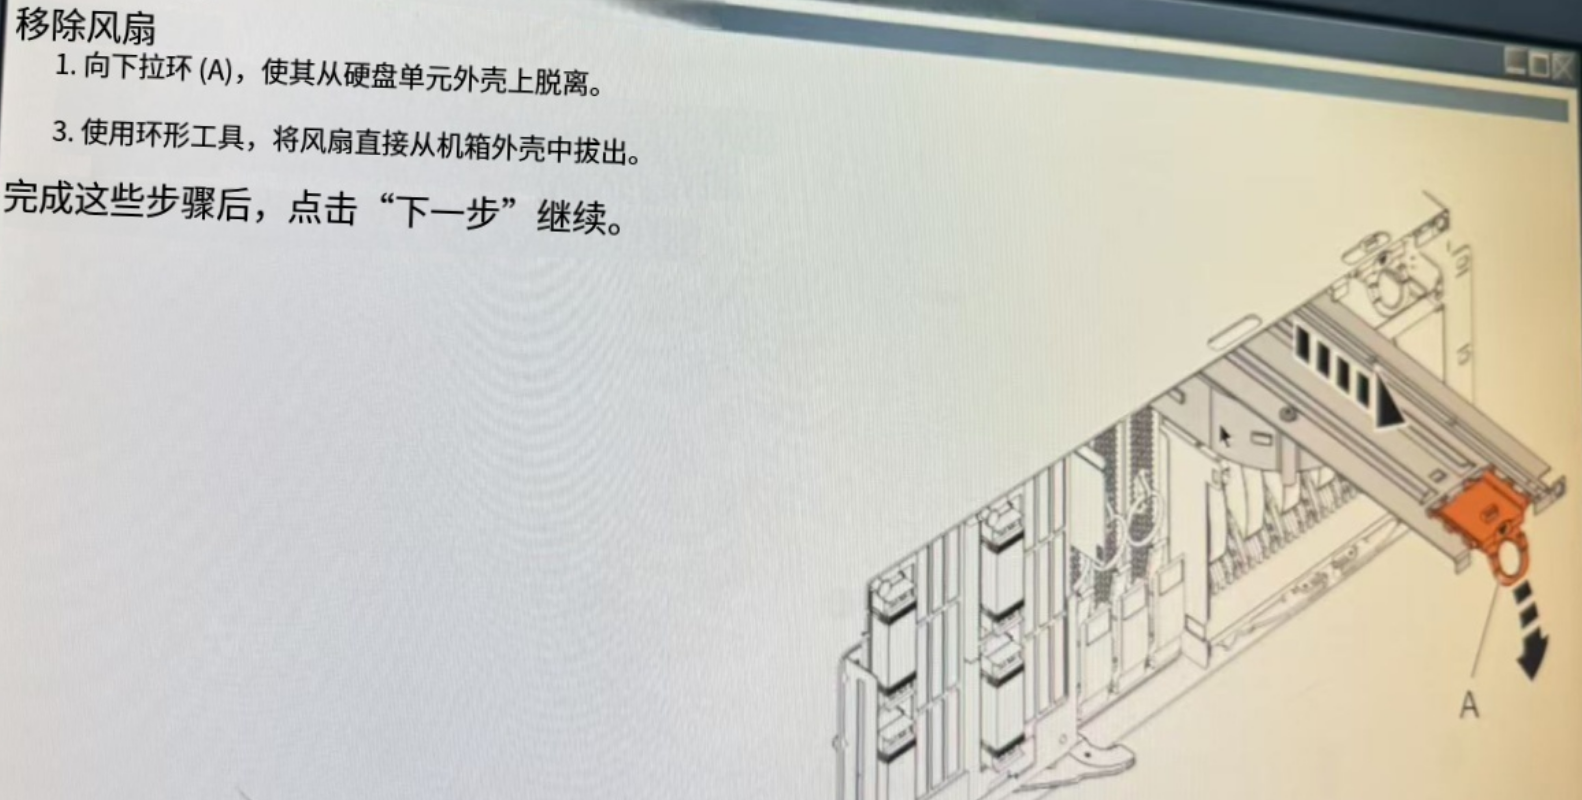 移除风扇
1. 向下拉环 (A)，使其从硬盘单元外壳上脱离。
3. 使用环形工具，将风扇直接从机箱外壳中拔出。
完成这些步骤后，点击“下一步”继续。
A